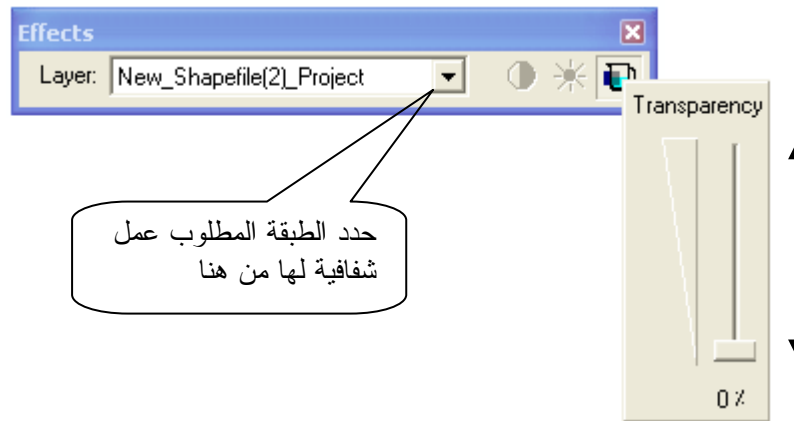 Effects
Layer: New_Shapefile(2)_Project
Transparency
حدد الطبقة المطلوب عمل
شفافية لها من هنا
0 %